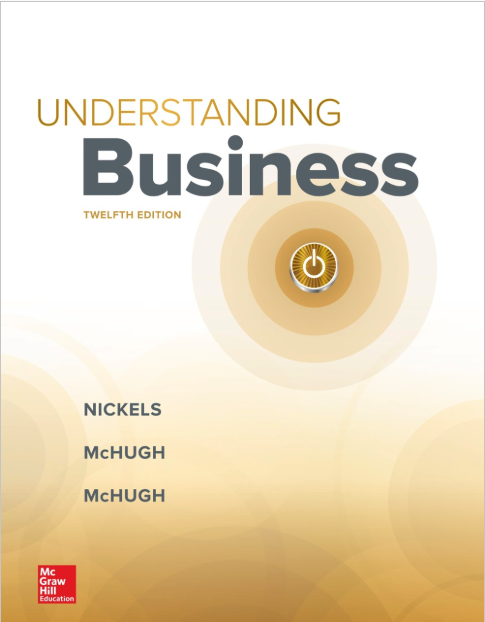 UNDERSTANDING
Business
TWELFTH EDITION
NICKELS
McHUGH
McHUGH
Mc
Graw
Hill
Education